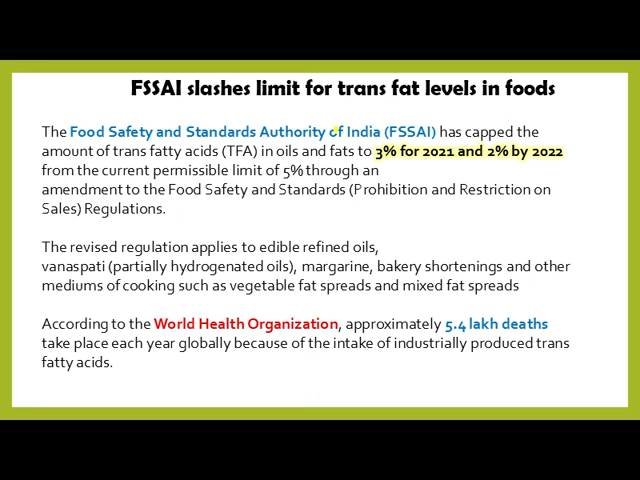 FSSAI slashes limit for trans fat levels in foods
The Food Safety and Standards Authority of India (FSSAI) has capped the
amount of trans fatty acids (TFA) in oils and fats to 3% for 2021 and 2% by 2022
from the current permissible limit of 5% through an
amendment to the Food Safety and Standards (Prohibition and Restriction on
Sales) Regulations.
The revised regulation applies to edible refined oils,
vanaspati (partially hydrogenated oils), margarine, bakery shortenings and other
mediums of cooking such as vegetable fat spreads and mixed fat spreads
According to the World Health Organization, approximately 5.4 lakh deaths
take place each year globally because of the intake of industrially produced trans
fatty acids.